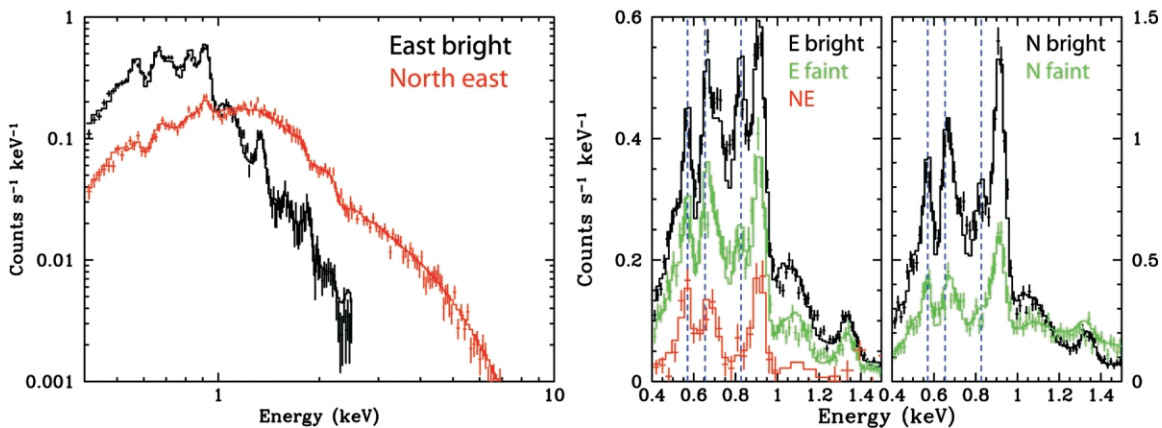 1
0.1
0.01
0.001
Counts s⁻¹ keV⁻¹
East bright
North east
1
10
Energy (keV)
0.6
0.4
0.2
0
Counts s⁻¹ keV⁻¹
E bright
E faint
NE
0.4 0.6 0.8 1 1.2 1.4
N bright
N faint
0.4 0.6 0.8 1 1.2 1.4
1.5
1
0.5
0
Energy (keV)